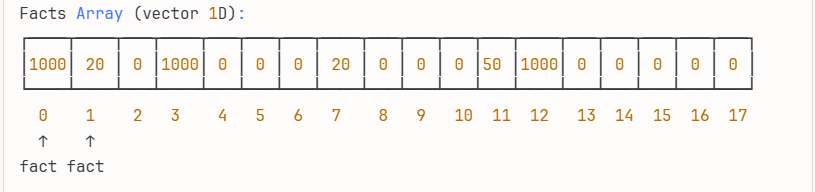 Facts Array (vector 1D):
1000 20 0 1000 0 0 0 20 0 0 0 50 1000 0 0 0 0 0
0 1 2 3 4 5 6 7 8 9 10 11 12 13 14 15 16 17
↑ ↑
fact fact